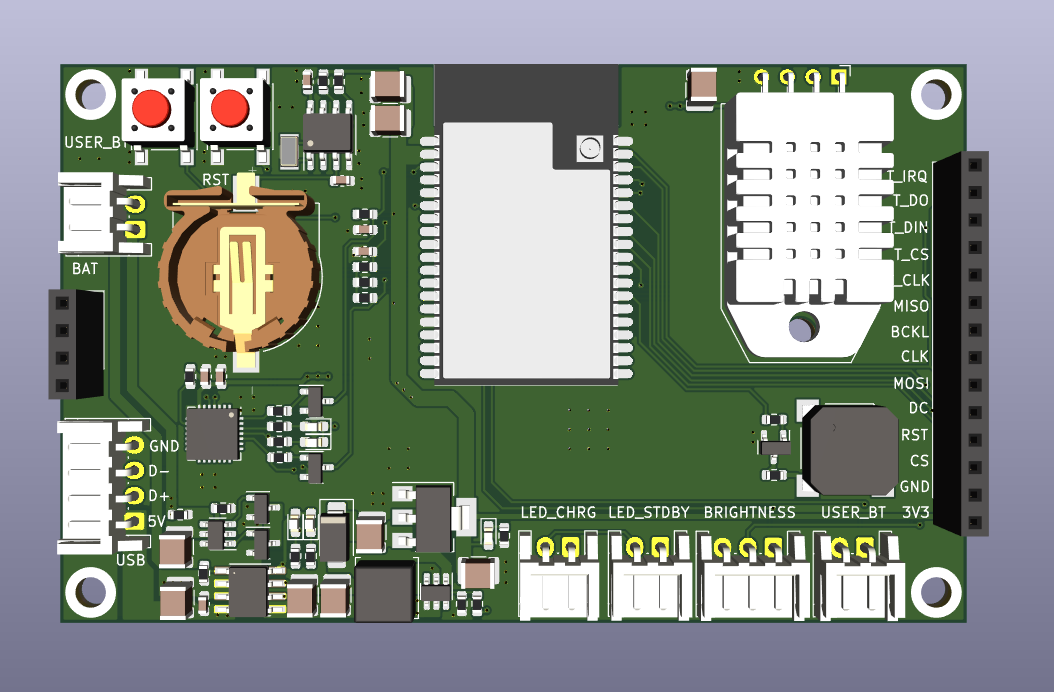 USER_BT
RST
BAT
GND
D-
D+
5V
USB
T_IRQ
T_DO
T_DIN
T_CS
_CLK
MISO
BCKL
CLK
MOSI
DC
RST
CS
GND
3V3
LED_CHRG
LED_STDBY
BRIGHTNESS
USER_BT